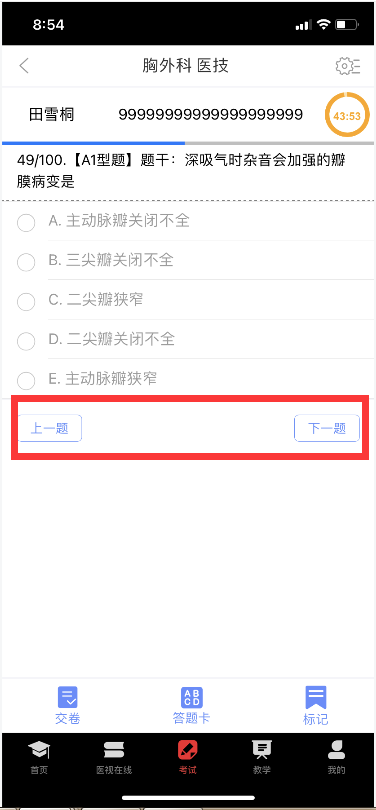 8:54
胸外科 医技
田雪桐 99999999999999999999 43:53
49/100.【A1型题】题干：深吸气时杂音会加强的瓣
膜病变是
A. 主动脉瓣关闭不全
B. 三尖瓣关闭不全
C. 二尖瓣狭窄
D. 二尖瓣关闭不全
E. 主动脉瓣狭窄
上一题 下一题
A B
C D
交卷 答题卡 标记
首页 医视在线 考试 教学 我的